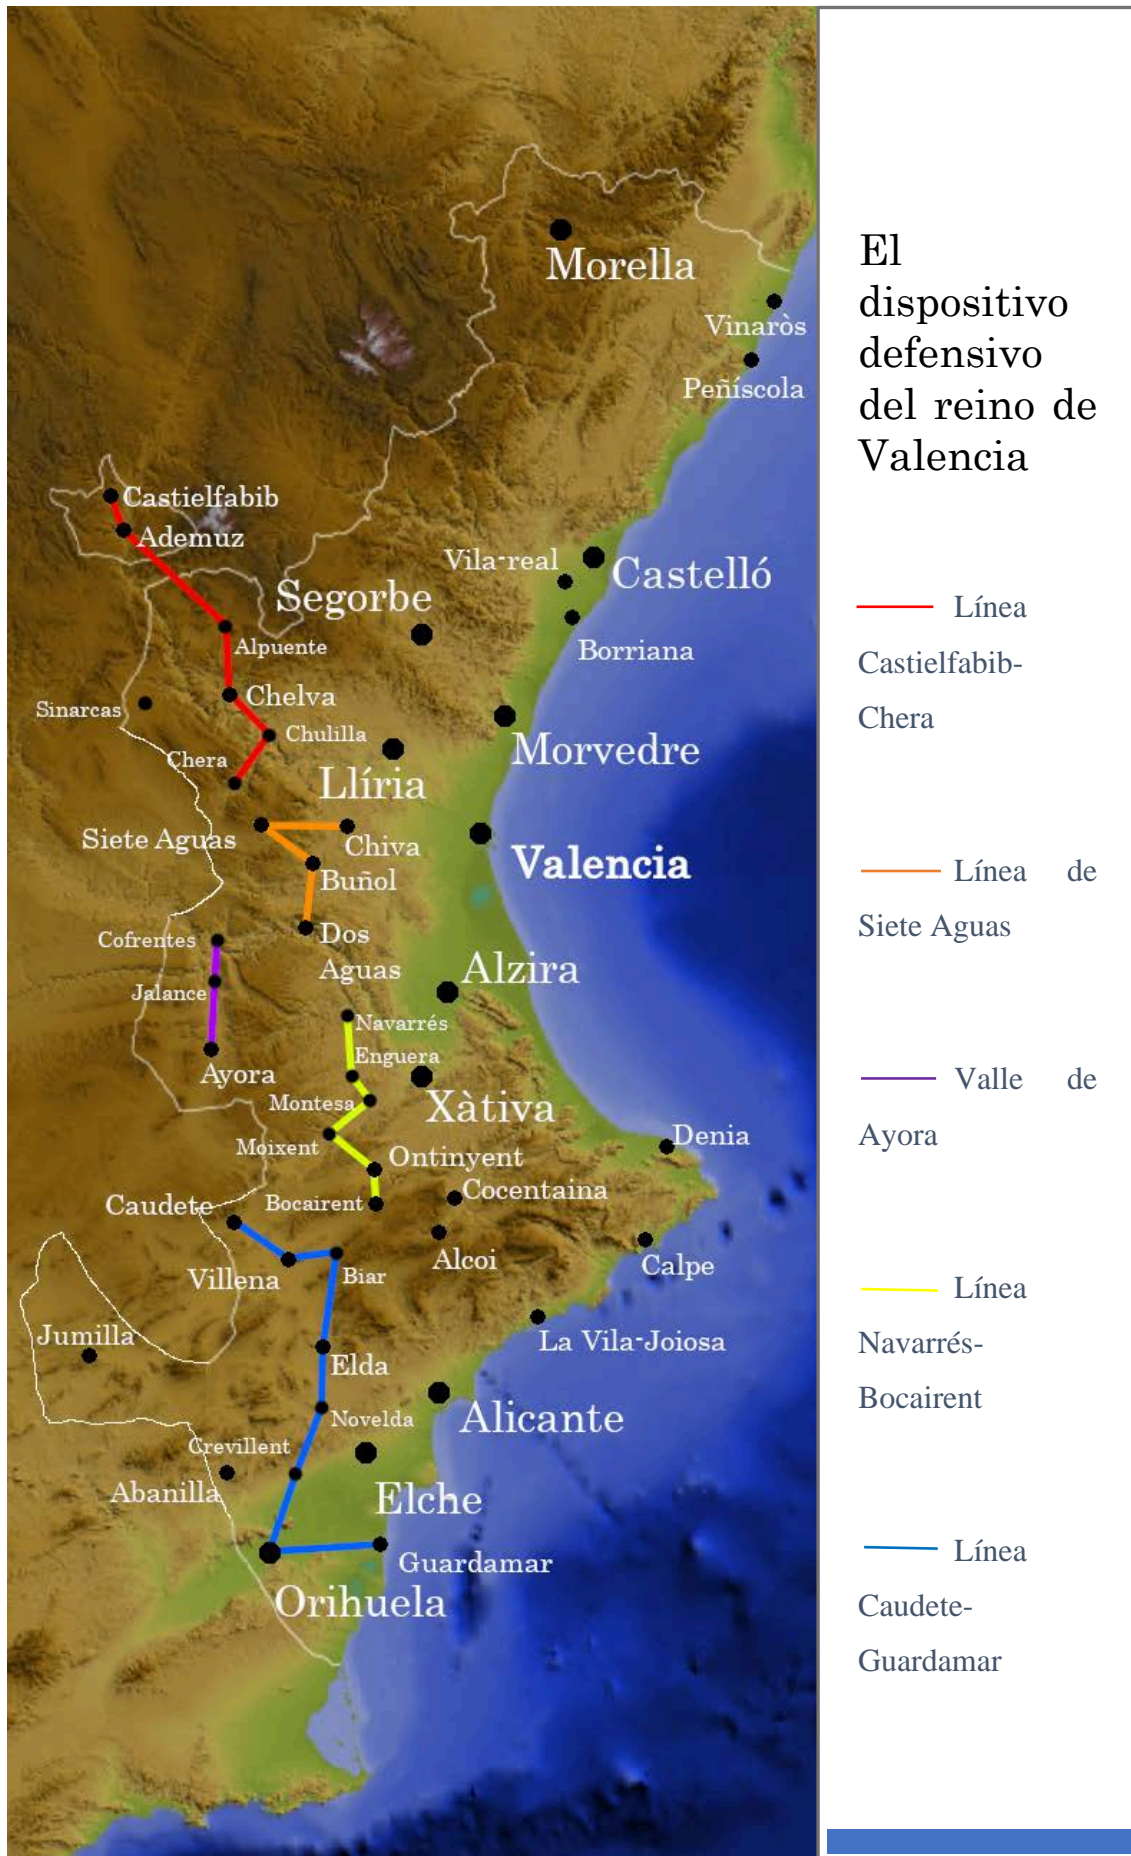 Morella
Vinaròs
Peñíscola
Castielfabib
Ademuz
Vila-real
Castelló
Segorbe
Alpuente
Borriana
Chelva
Sinarcas
Chulilla
Morvedre
Chera
Llíria
Siete Aguas
Chiva
Valencia
Buñol
Dos
Aguas
Cofrentes
Alzira
Jalance
Navarrés
Enguera
Ayora
Montesa
Xàtiva
Moixent
Denia
Ontinyent
Cocentaina
Bocairent
Caudete
Alcoi
Calpe
Villena
Biar
Jumilla
La Vila-Joiosa
Elda
Novelda
Alicante
Crevillent
Abanilla
Elche
Guardamar
Orihuela
El
dispositivo
defensivo
del reino de
Valencia
Línea
Castielfabib-
Chera
Línea de
Siete Aguas
Valle de
Ayora
Línea
Navarrés-
Bocairent
Línea
Caudete-
Guardamar